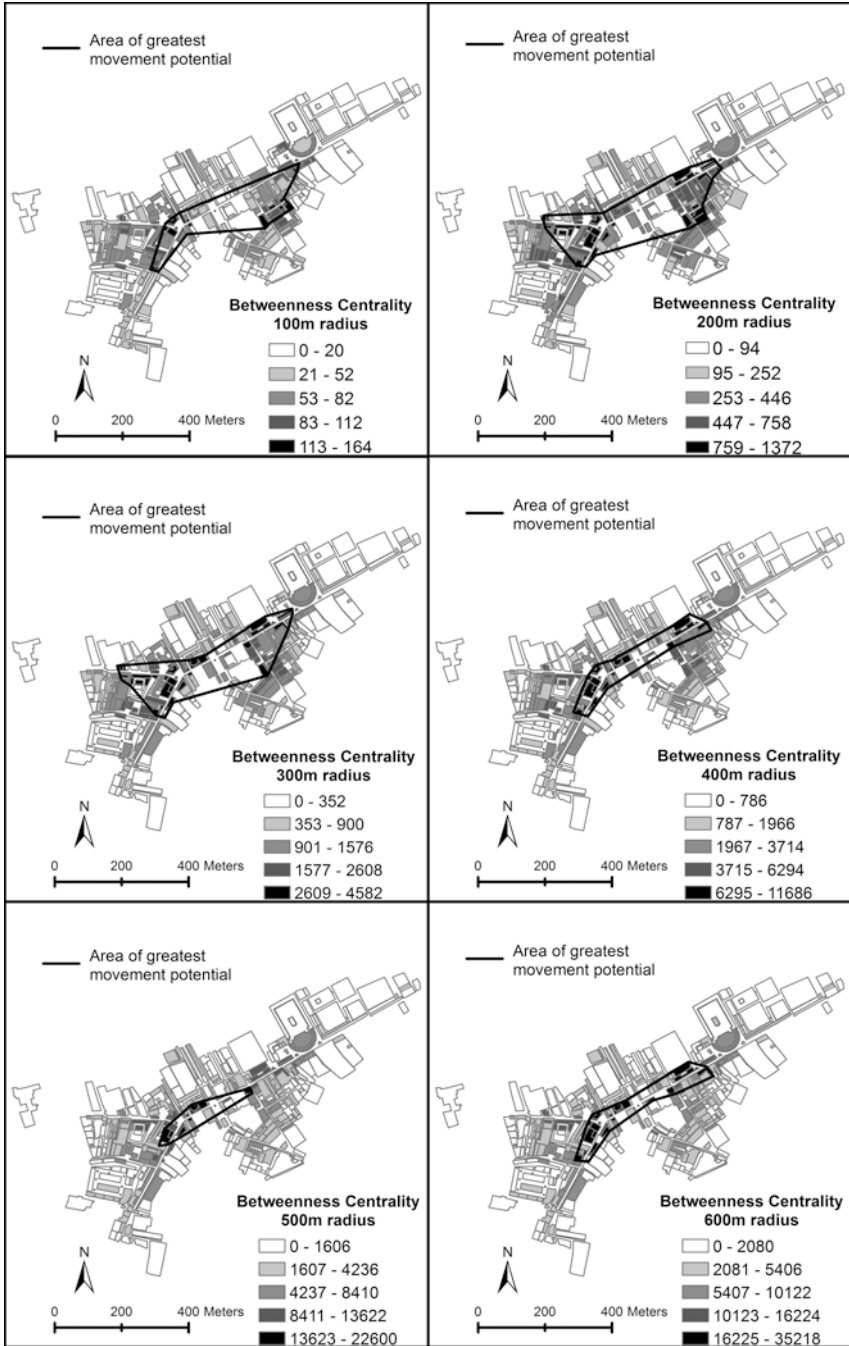 Area of greatest
movement potential
Betweenness Centrality
100m radius
0 - 20
21 - 52
53 - 82
83 - 112
113 - 164
N
0 200 400 Meters
Area of greatest
movement potential
Betweenness Centrality
200m radius
0 - 94
95 - 252
253 - 446
447 - 758
759 - 1372
N
0 200 400 Meters
Area of greatest
movement potential
Betweenness Centrality
300m radius
0 - 352
353 - 900
901 - 1576
1577 - 2608
2609 - 4582
N
0 200 400 Meters
Area of greatest
movement potential
Betweenness Centrality
400m radius
0 - 786
787 - 1966
1967 - 3714
3715 - 6294
6295 - 11686
N
0 200 400 Meters
Area of greatest
movement potential
Betweenness Centrality
500m radius
0 - 1606
1607 - 4236
4237 - 8410
8411 - 13622
13623 - 22600
N
0 200 400 Meters
Area of greatest
movement potential
Betweenness Centrality
600m radius
0 - 2080
2081 - 5406
5407 - 10122
10123 - 16224
16225 - 35218
N
0 200 400 Meters